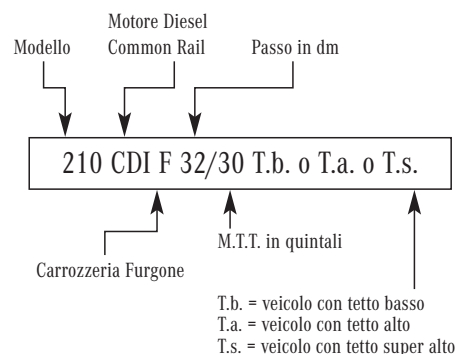 Motore Diesel
Modello Common Rail Passo in dm
210 CDI F 32/30 T.b. o T.a. o T.s.
M.T.T. in quintali
Carrozzeria Furgone
T.b. = veicolo con tetto basso
T.a. = veicolo con tetto alto
T.s. = veicolo con tetto super alto